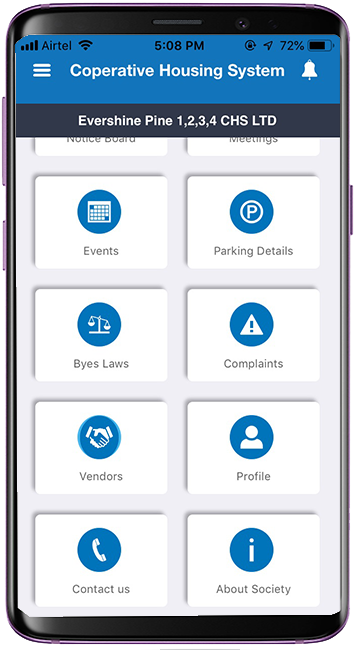 Airtel 5:08 PM 72%
Coperative Housing System
Evershine Pine 1,2,3,4 CHS LTD
Notice Board Meetings
Events Parking Details
P
Byes Laws Complaints
Vendors Profile
Contact us About Society